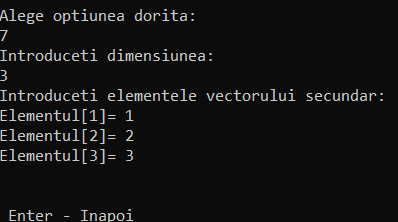 Alege optiunea dorita:
7
Introduceti dimensiunea:
3
Introduceti elementele vectorului secundar:
Elementul[1]= 1
Elementul[2]= 2
Elementul[3]= 3
Enter - Inapoi